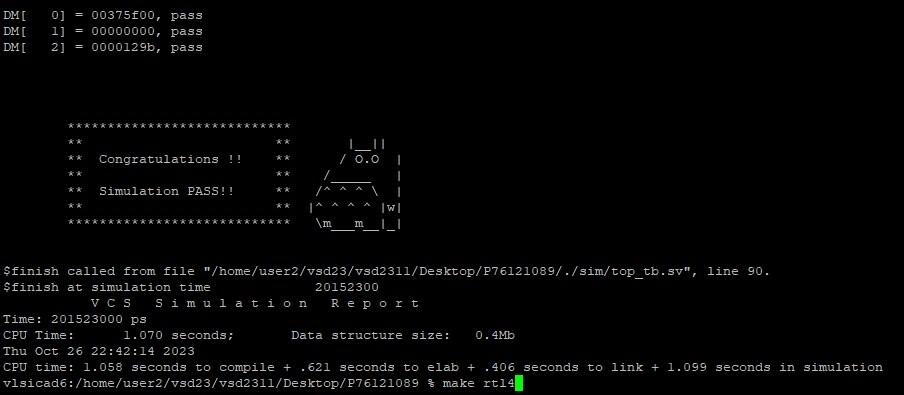 DM[   0] = 00375f00, pass
DM[   1] = 00000000, pass
DM[   2] = 0000129b, pass
        ****************************
        **                        **        |__||
        **  Congratulations !!    **       / O.O  |
        **                        **     /_____   |
        **  Simulation PASS!!     **    /^ ^ ^ \  |
        **                        **   |^ ^ ^ ^ |w|
        ****************************    \m___m__|_|
$finish called from file "/home/user2/vsd23/vsd2311/Desktop/P76121089/./sim/top_tb.sv", line 90.
$finish at simulation time             20152300
           V C S   S i m u l a t i o n   R e p o r t
Time: 201523000 ps
CPU Time:      1.070 seconds;       Data structure size:   0.4Mb
Thu Oct 26 22:42:14 2023
CPU time: 1.058 seconds to compile + .621 seconds to elab + .406 seconds to link + 1.099 seconds in simulation
vlsicad6:/home/user2/vsd23/vsd2311/Desktop/P76121089 % make rtl4